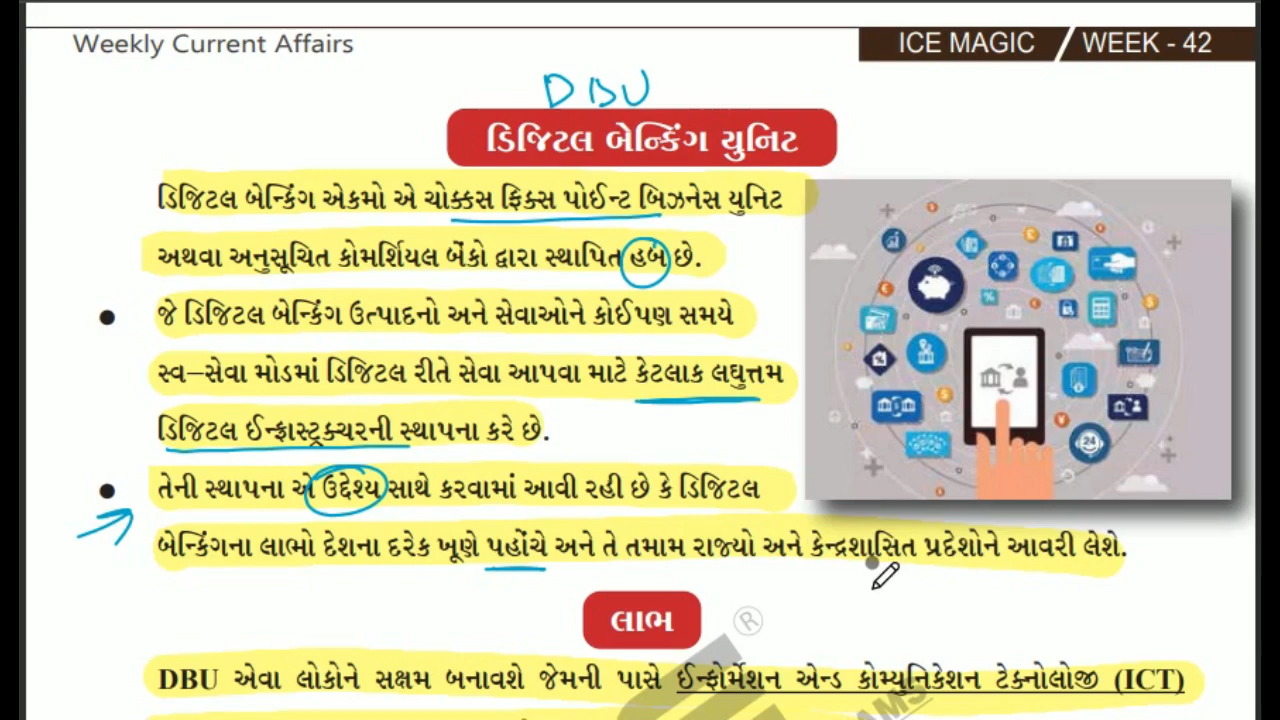 Weekly Current Affairs
ICE MAGIC / WEEK - 42
DBU
ડિજિટલ બેન્કિંગ યુનિટ
ડિજિટલ બેન્કિંગ એકમો એ ચોક્કસ ફિક્સ પોઈન્ટ બિઝનેસ યુનિટ
અથવા અનુસૂચિત કોમર્શિયલ બેંકો દ્વારા સ્થાપિત હબ છે.
● જે ડિજિટલ બેન્કિંગ ઉત્પાદનો અને સેવાઓને કોઈપણ સમયે
સ્વ–સેવા મોડમાં ડિજિટલ રીતે સેવા આપવા માટે કેટલાક લઘુત્તમ
ડિજિટલ ઈન્ફ્રાસ્ટ્રક્ચરની સ્થાપના કરે છે.
● તેની સ્થાપના એ ઉદ્દેશ્ય સાથે કરવામાં આવી રહી છે કે ડિજિટલ
બેન્કિંગના લાભો દેશના દરેક ખૂણે પહોંચે અને તે તમામ રાજ્યો અને કેન્દ્રશાસિત પ્રદેશોને આવરી લેશે.
લાભ
DBU એવા લોકોને સક્ષમ બનાવશે જેમની પાસે ઈન્ફોર્મેશન એન્ડ કોમ્યુનિકેશન ટેક્નોલોજી (ICT)